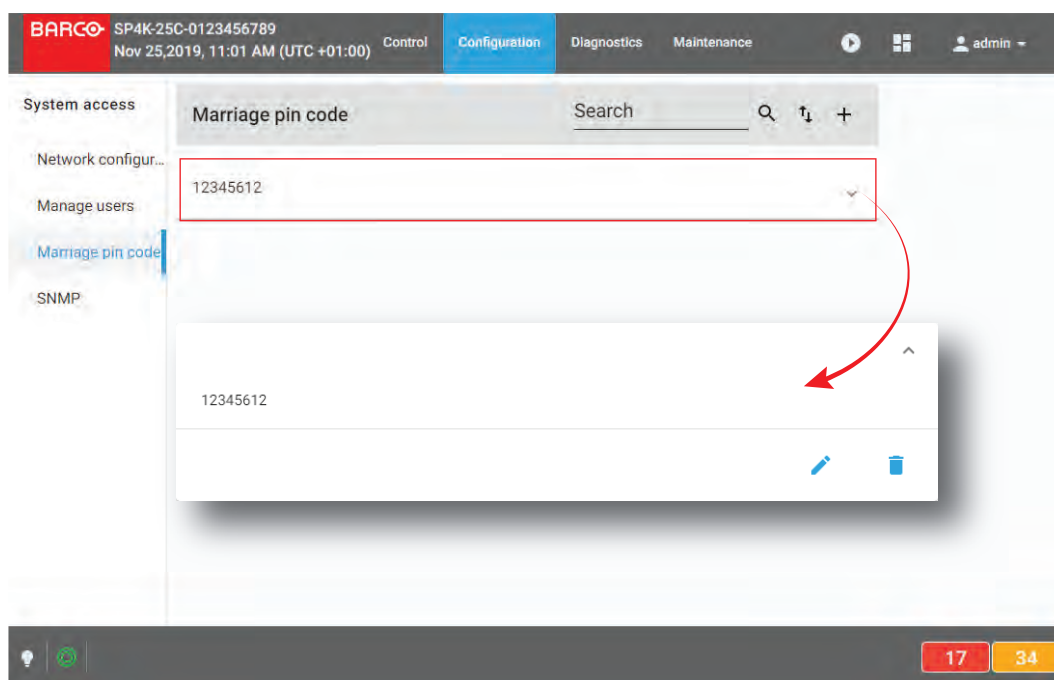 BARCO SP4K-25C-0123456789
Nov 25,2019, 11:01 AM (UTC +01:00)
Control Configuration Diagnostics Maintenance admin
System access
Marriage pin code Search
Network configur...
12345612
Manage users
Marriage pin code
SNMP
12345612
17 34